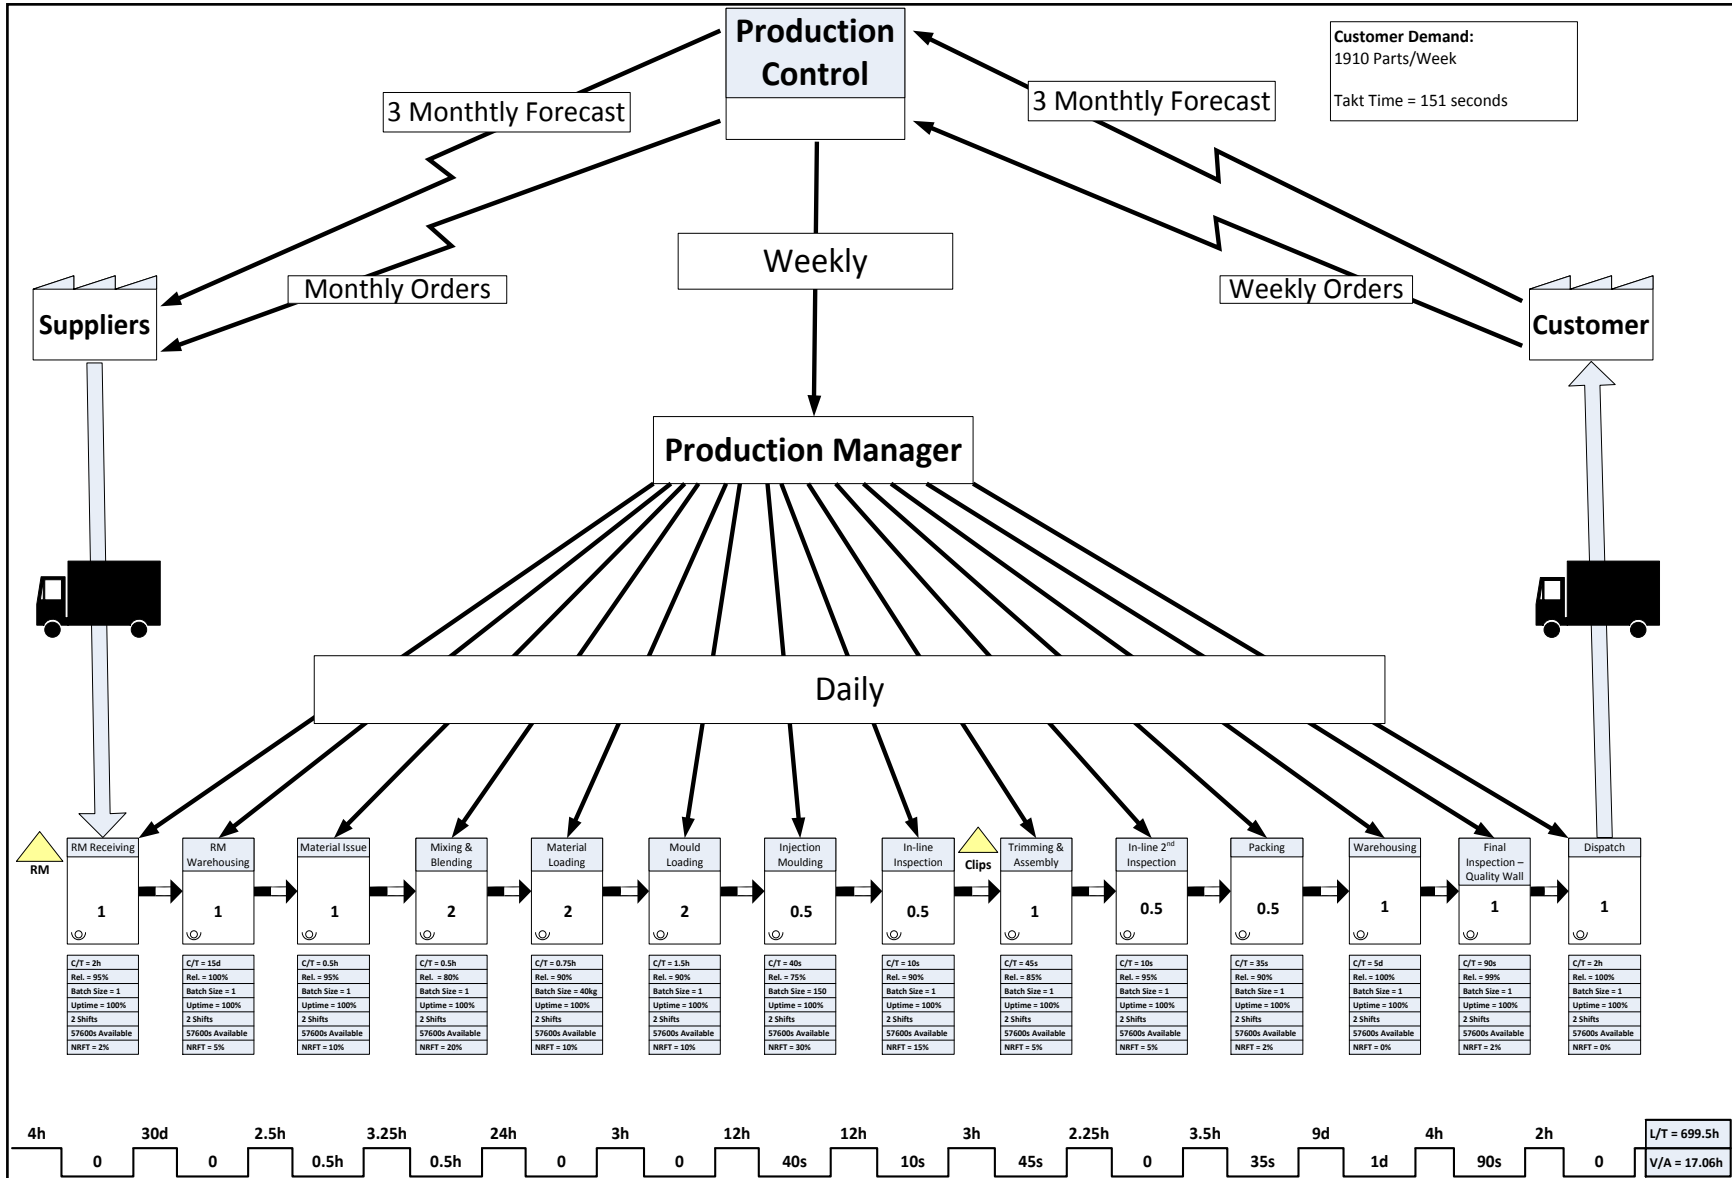 Production
Control
Customer Demand:
1910 Parts/Week
Takt Time = 151 seconds
3 Monthtly Forecast
3 Monthtly Forecast
Weekly
Monthly Orders
Weekly Orders
Suppliers
Customer
Production Manager
Daily
RM
RM Receiving
1
C/T = 2h
Rel. = 95%
Batch Size = 1
Uptime = 100%
2 Shifts
57600s Available
NRFT = 2%
RM
Warehousing
1
C/T = 15d
Rel. = 100%
Batch Size = 1
Uptime = 100%
2 Shifts
57600s Available
NRFT = 5%
Material Issue
1
C/T = 0.5h
Rel. = 95%
Batch Size = 1
Uptime = 100%
2 Shifts
57600s Available
NRFT = 10%
Mixing &
Blending
2
C/T = 0.5h
Rel. = 80%
Batch Size = 1
Uptime = 100%
2 Shifts
57600s Available
NRFT = 20%
Material
Loading
2
C/T = 0.75h
Rel. = 90%
Batch Size = 40kg
Uptime = 100%
2 Shifts
57600s Available
NRFT = 10%
Mould
Loading
2
C/T = 1.5h
Rel. = 90%
Batch Size = 1
Uptime = 100%
2 Shifts
57600s Available
NRFT = 10%
Injection
Moulding
0.5
C/T = 40s
Rel. = 75%
Batch Size = 150
Uptime = 100%
2 Shifts
57600s Available
NRFT = 30%
In-line
Inspection
0.5
C/T = 10s
Rel. = 90%
Batch Size = 1
Uptime = 100%
2 Shifts
57600s Available
NRFT = 15%
Clips
Trimming &
Assembly
1
C/T = 45s
Rel. = 85%
Batch Size = 1
Uptime = 100%
2 Shifts
57600s Available
NRFT = 5%
In-line 2nd
Inspection
0.5
C/T = 10s
Rel. = 95%
Batch Size = 1
Uptime = 100%
2 Shifts
57600s Available
NRFT = 5%
Packing
0.5
C/T = 35s
Rel. = 90%
Batch Size = 1
Uptime = 100%
2 Shifts
57600s Available
NRFT = 2%
Warehousing
1
C/T = 5d
Rel. = 100%
Batch Size = 1
Uptime = 100%
2 Shifts
57600s Available
NRFT = 0%
Final
Inspection –
Quality Wall
1
C/T = 90s
Rel. = 99%
Batch Size = 1
Uptime = 100%
2 Shifts
57600s Available
NRFT = 2%
Dispatch
1
C/T = 2h
Rel. = 100%
Batch Size = 1
Uptime = 100%
2 Shifts
57600s Available
NRFT = 0%
4h 30d 2.5h 3.25h 24h 3h 12h 12h 3h 2.25h 3.5h 9d 4h 2h L/T = 699.5h
0 0 0.5h 0.5h 0 0 40s 10s 45s 0 35s 1d 90s 0 V/A = 17.06h